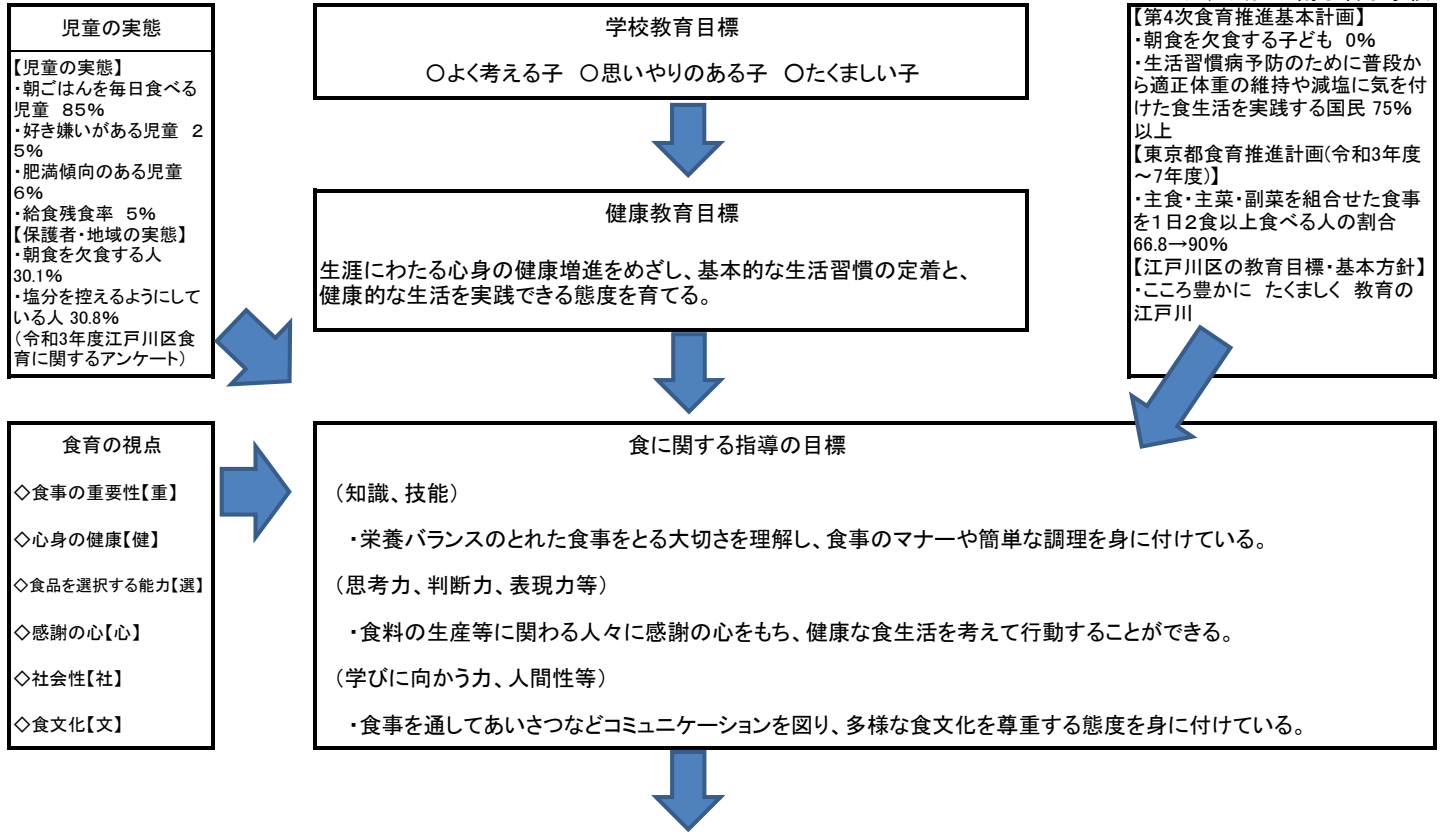 児童の実態
【児童の実態】
・朝ごはんを毎日食べる
児童 85%
・好き嫌いがある児童 2
5%
・肥満傾向のある児童
6%
・給食残食率 5%
【保護者・地域の実態】
・朝食を欠食する人
30.1%
・塩分を控えるようにして
いる人 30.8%
(令和3年度江戸川区食
育に関するアンケート)
学校教育目標
○よく考える子 ○思いやりのある子 ○たくましい子
健康教育目標
生涯にわたる心身の健康増進をめざし、基本的な生活習慣の定着と、
健康的な生活を実践できる態度を育てる。
【第4次食育推進基本計画】
・朝食を欠食する子ども 0%
・生活習慣病予防のために普段か
ら適正体重の維持や減塩に気を付
けた食生活を実践する国民 75%
以上
【東京都食育推進計画(令和3年度
～7年度)】
・主食・主菜・副菜を組合せた食事
を1日2食以上食べる人の割合
66.8→90%
【江戸川区の教育目標・基本方針】
・こころ豊かに たくましく 教育の
江戸川
食育の視点
◇食事の重要性【重】
◇心身の健康【健】
◇食品を選択する能力【選】
◇感謝の心【心】
◇社会性【社】
◇食文化【文】
食に関する指導の目標
(知識、技能)
・栄養バランスのとれた食事をとる大切さを理解し、食事のマナーや簡単な調理を身に付けている。
(思考力、判断力、表現力等)
・食料の生産等に関わる人々に感謝の心をもち、健康な食生活を考えて行動することができる。
(学びに向かう力、人間性等)
・食事を通してあいさつなどコミュニケーションを図り、多様な食文化を尊重する態度を身に付けている。